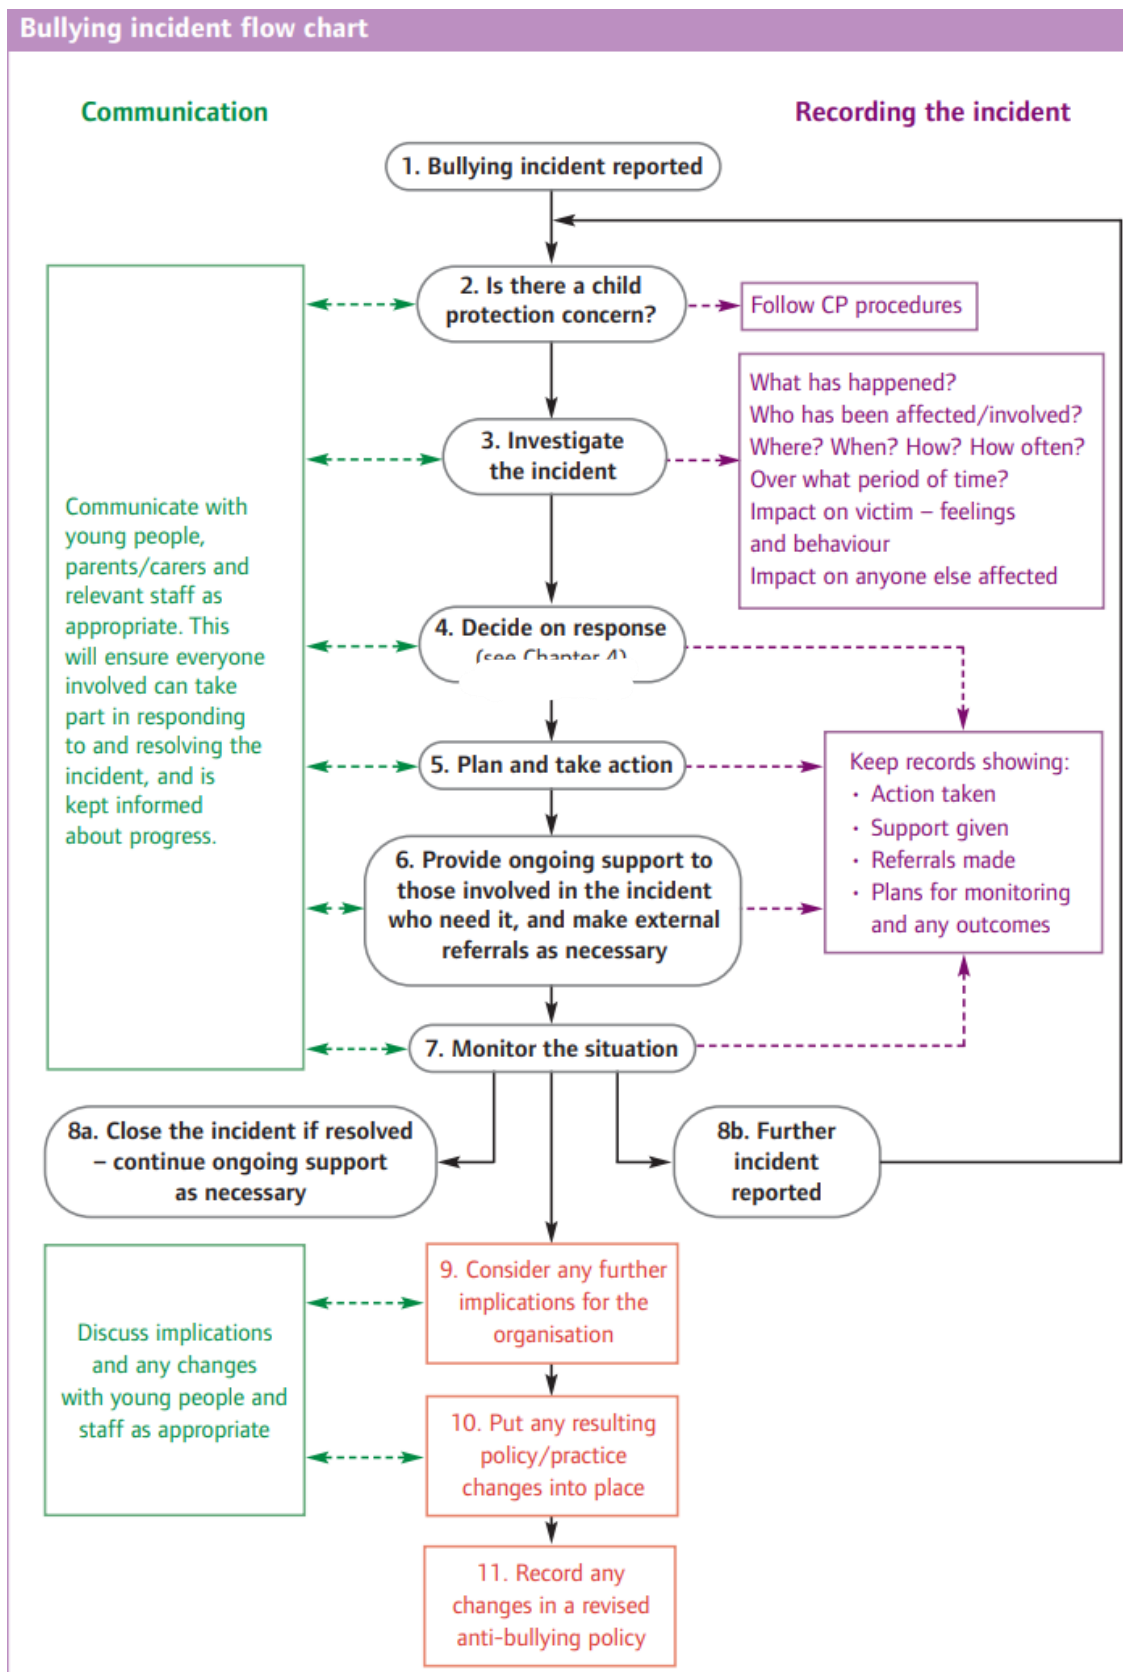 Bullying incident flow chart
Communication
Recording the incident
1. Bullying incident reported
2. Is there a child
protection concern?
Follow CP procedures
What has happened?
Who has been affected/involved?
Where? When? How? How often?
Over what period of time?
Impact on victim – feelings
and behaviour
Impact on anyone else affected
3. Investigate
the incident
Communicate with
young people,
parents/carers and
relevant staff as
appropriate. This
will ensure everyone
involved can take
part in responding
to and resolving the
incident, and is
kept informed
about progress.
4. Decide on response
(see Chapter 4)
5. Plan and take action
Keep records showing:
• Action taken
• Support given
• Referrals made
• Plans for monitoring
and any outcomes
6. Provide ongoing support to
those involved in the incident
who need it, and make external
referrals as necessary
7. Monitor the situation
8a. Close the incident if resolved
– continue ongoing support
as necessary
8b. Further
incident
reported
9. Consider any further
implications for the
organisation
Discuss implications
and any changes
with young people and
staff as appropriate
10. Put any resulting
policy/practice
changes into place
11. Record any
changes in a revised
anti-bullying policy